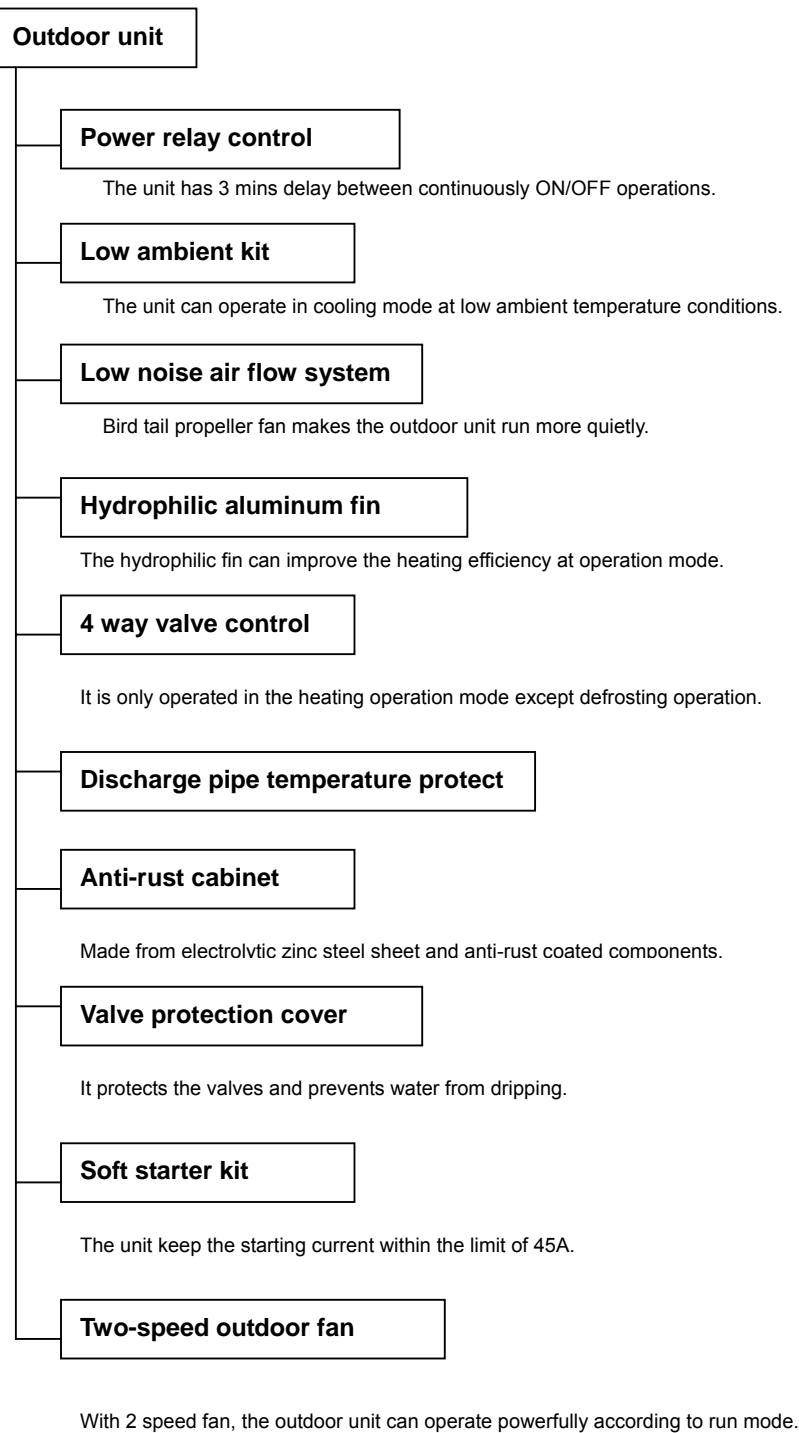 Outdoor unit
Power relay control
The unit has 3 mins delay between continuously ON/OFF operations.
Low ambient kit
The unit can operate in cooling mode at low ambient temperature conditions.
Low noise air flow system
Bird tail propeller fan makes the outdoor unit run more quietly.
Hydrophilic aluminum fin
The hydrophilic fin can improve the heating efficiency at operation mode.
4 way valve control
It is only operated in the heating operation mode except defrosting operation.
Discharge pipe temperature protect
Anti-rust cabinet
Made from electrolytic zinc steel sheet and anti-rust coated components.
Valve protection cover
It protects the valves and prevents water from dripping.
Soft starter kit
The unit keep the starting current within the limit of 45A.
Two-speed outdoor fan
With 2 speed fan, the outdoor unit can operate powerfully according to run mode.